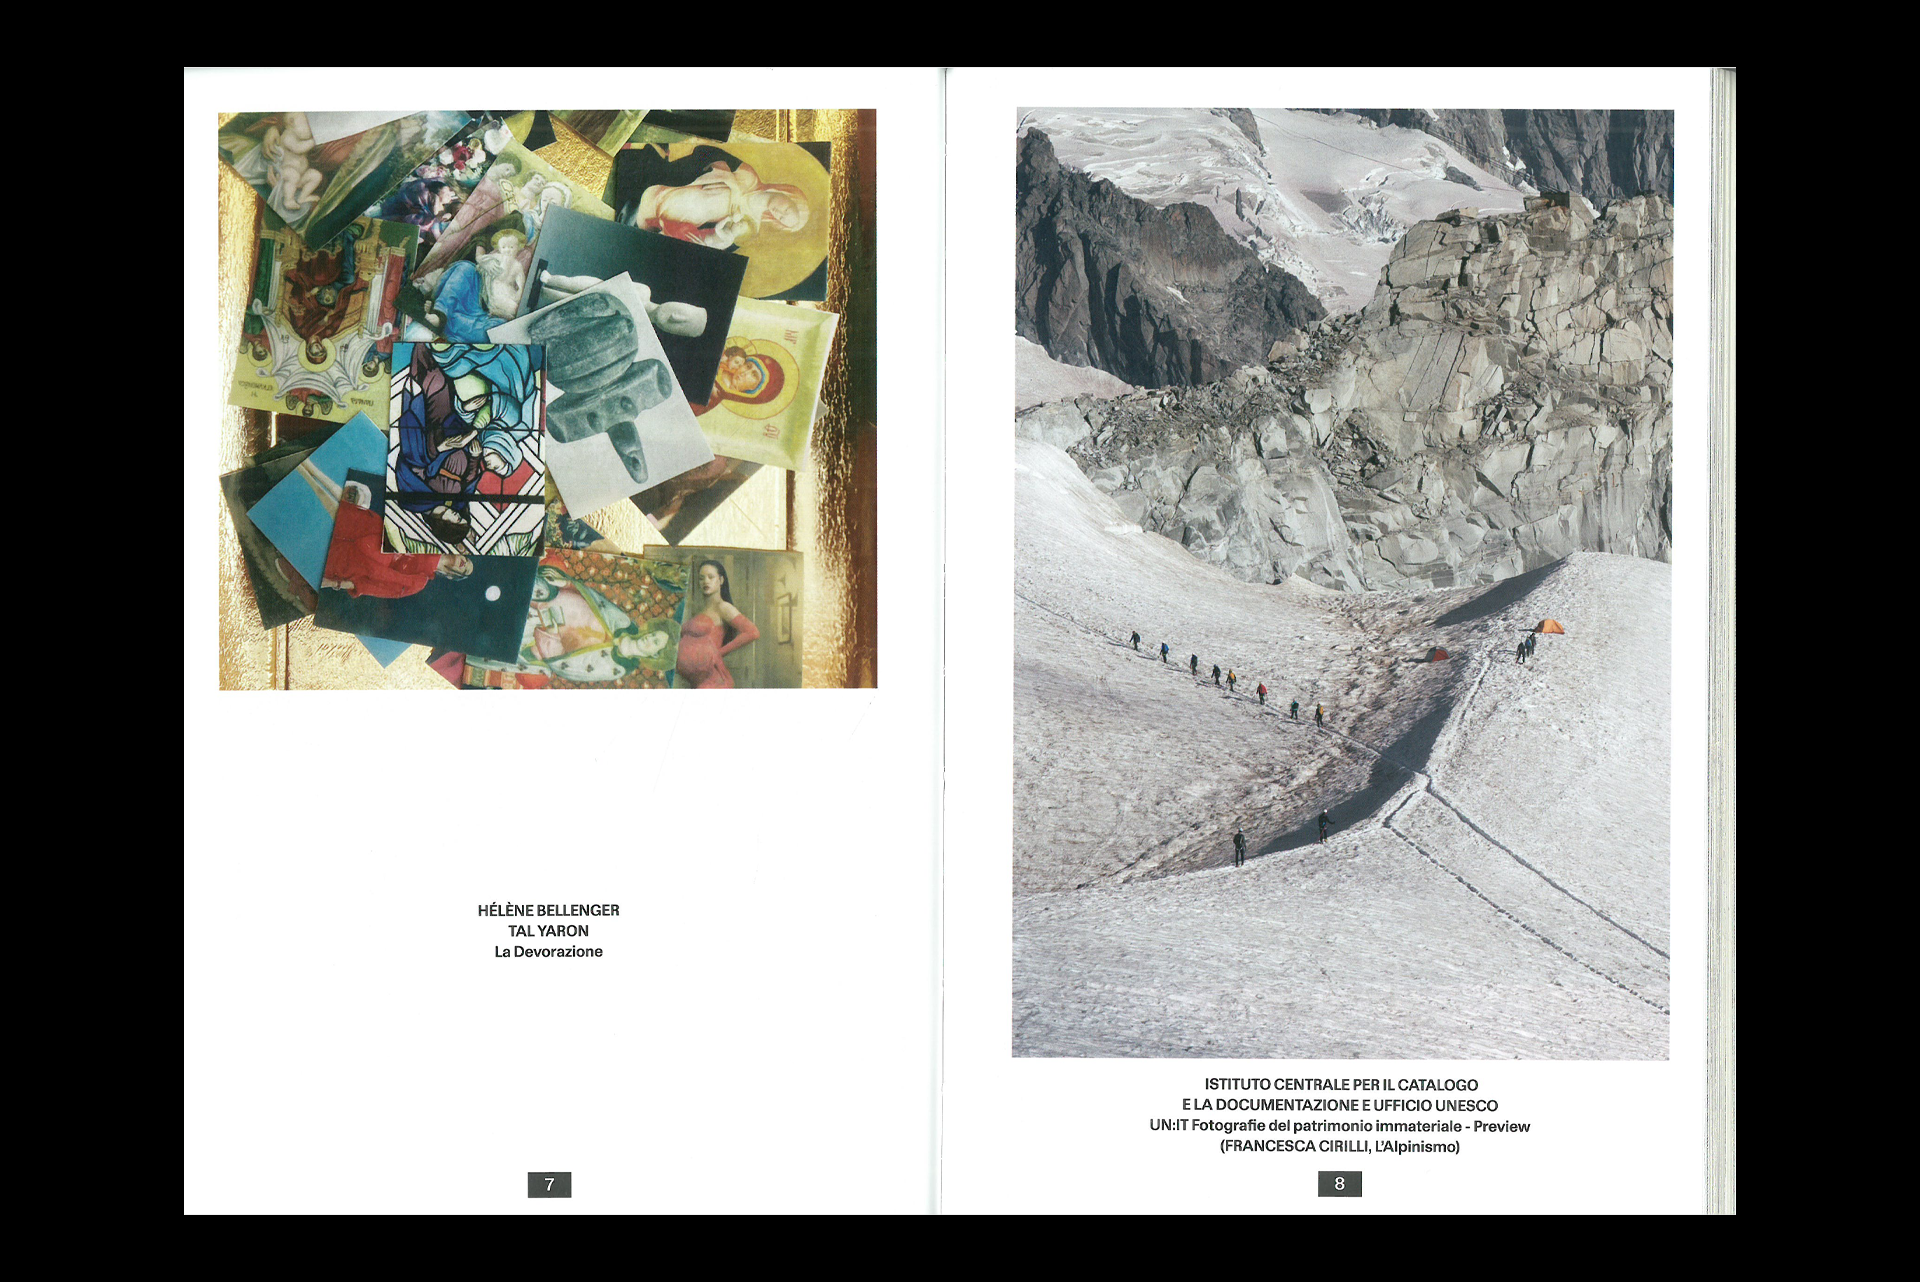 HÉLÈNE BELLENGER
TAL YARON
La Devorazione
7
ISTITUTO CENTRALE PER IL CATALOGO
E LA DOCUMENTAZIONE E UFFICIO UNESCO
UN:IT Fotografie del patrimonio immateriale - Preview
(FRANCESCA CIRILLI, L’Alpinismo)
8